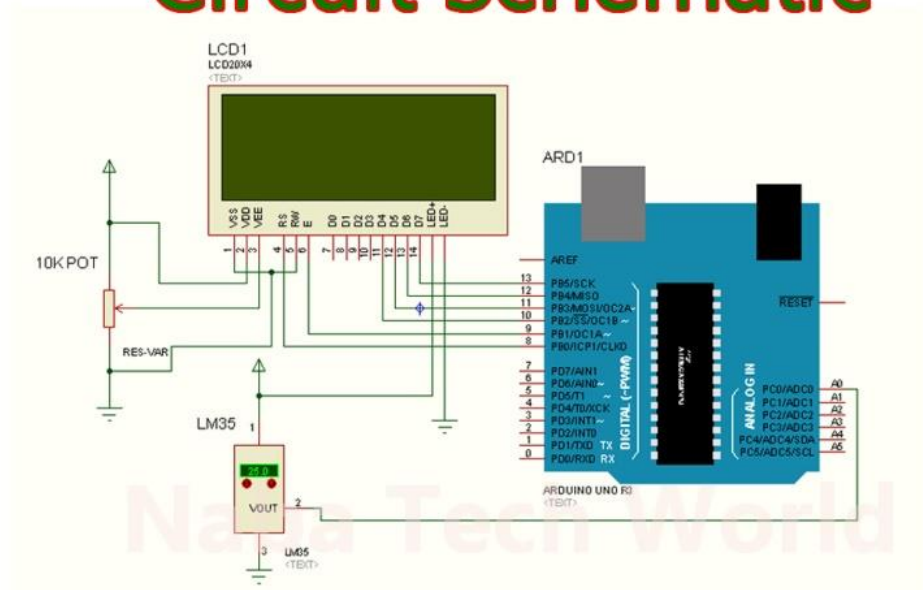 Circuit Schematic
LCD1
LCD20X4
<TEXT>
VSS
VDD
VEE
RS
RW
E
D0
D1
D2
D3
D4
D5
D6
D7
LED+
LED-
1
2
3
4
5
6
7
8
9
10
11
12
13
14
10K POT
RES-VAR
LM35
1
25.0
VOUT
2
3
LM35
<TEXT>
ARD1
AREF
13 PB5/SCK
12 PB4/MISO
11 PB3/MOSI/OC2A~
10 PB2/SS/OC1B ~
9 PB1/OC1A ~
8 PB0/ICP1/CLKO
7 PD7/AIN1
6 PD6/AIN0 ~
5 PD5/T1 ~
4 PD4/T0/XCK
3 PD3/INT1 ~
2 PD2/INT0
1 PD1/TXD TX
0 PD0/RXD RX
DIGITAL (~PWM)
ANALOG IN
RESET
PC0/ADC0 A0
PC1/ADC1 A1
PC2/ADC2 A2
PC3/ADC3 A3
PC4/ADC4/SDA A4
PC5/ADC5/SCL A5
ARDUINO UNO R3
<TEXT>
Nada Tech World